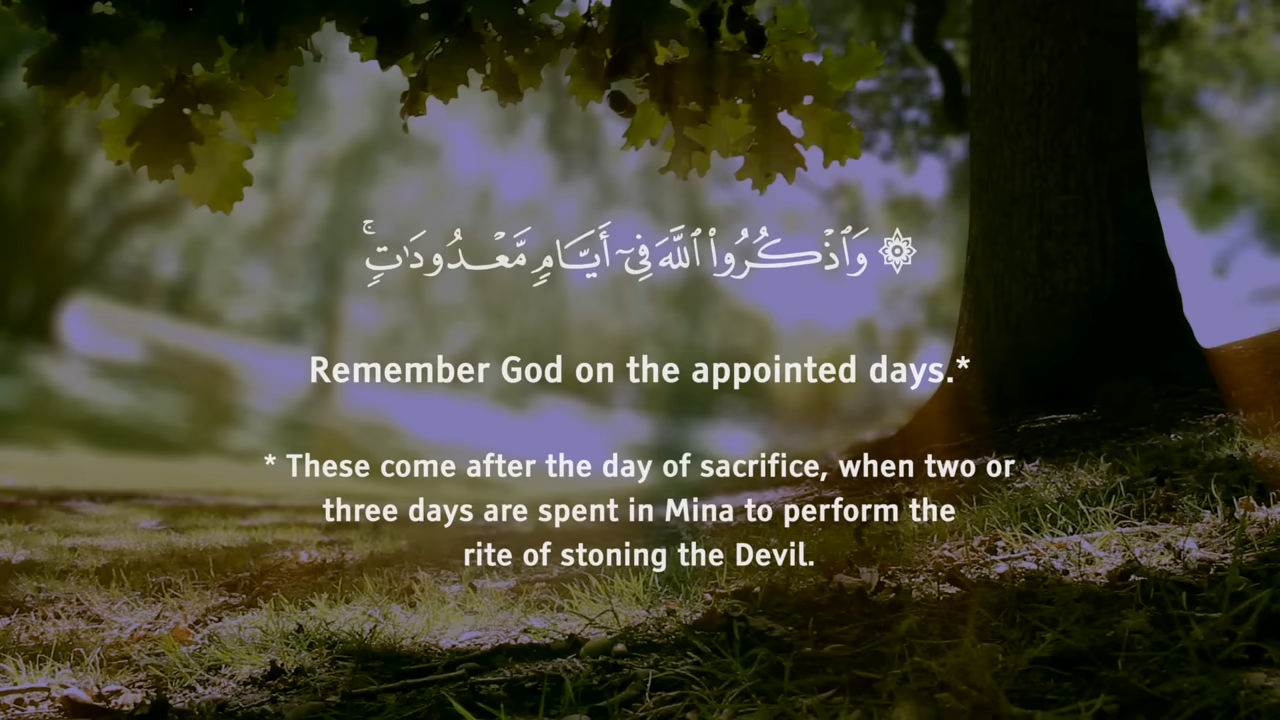 ۞ وَٱذْكُرُوا۟ ٱللَّهَ فِىٓ أَيَّامٍ مَّعْدُودَٰتٍ ۚ
Remember God on the appointed days.*
* These come after the day of sacrifice, when two or
three days are spent in Mina to perform the
rite of stoning the Devil.